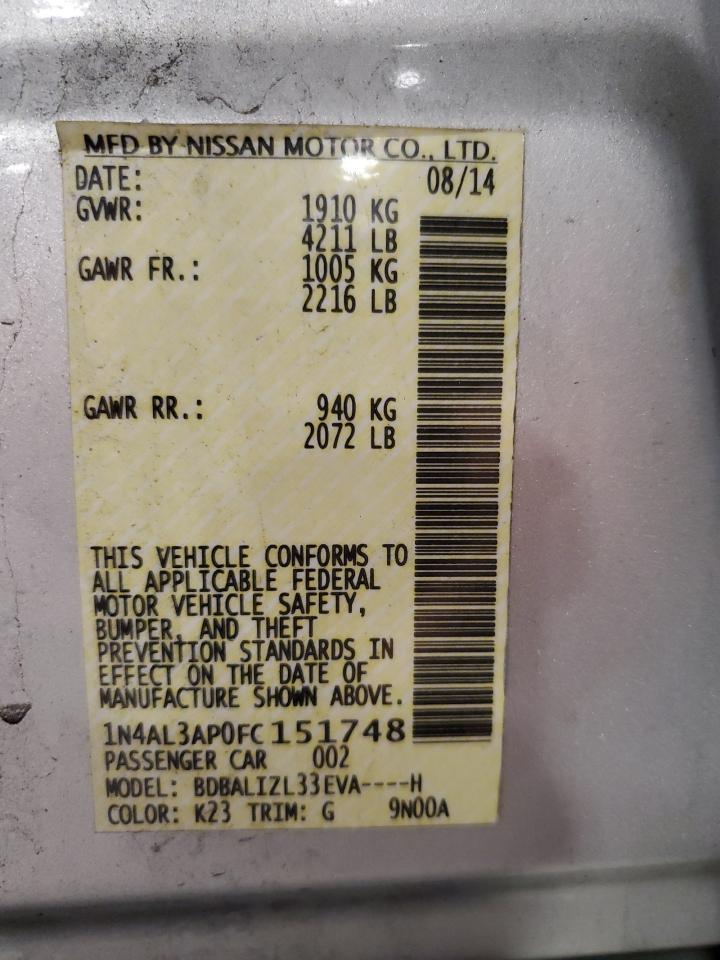 MFD BY NISSAN MOTOR CO., LTD.
DATE: 08/14
GVWR: 1910 KG
4211 LB
GAWR FR.: 1005 KG
2216 LB
GAWR RR.: 940 KG
2072 LB
THIS VEHICLE CONFORMS TO
ALL APPLICABLE FEDERAL
MOTOR VEHICLE SAFETY,
BUMPER, AND THEFT
PREVENTION STANDARDS IN
EFFECT ON THE DATE OF
MANUFACTURE SHOWN ABOVE.
1N4AL3AP0FC151748
PASSENGER CAR 002
MODEL: BDBALIZL33EVA----H
COLOR: K23 TRIM: G 9N00A